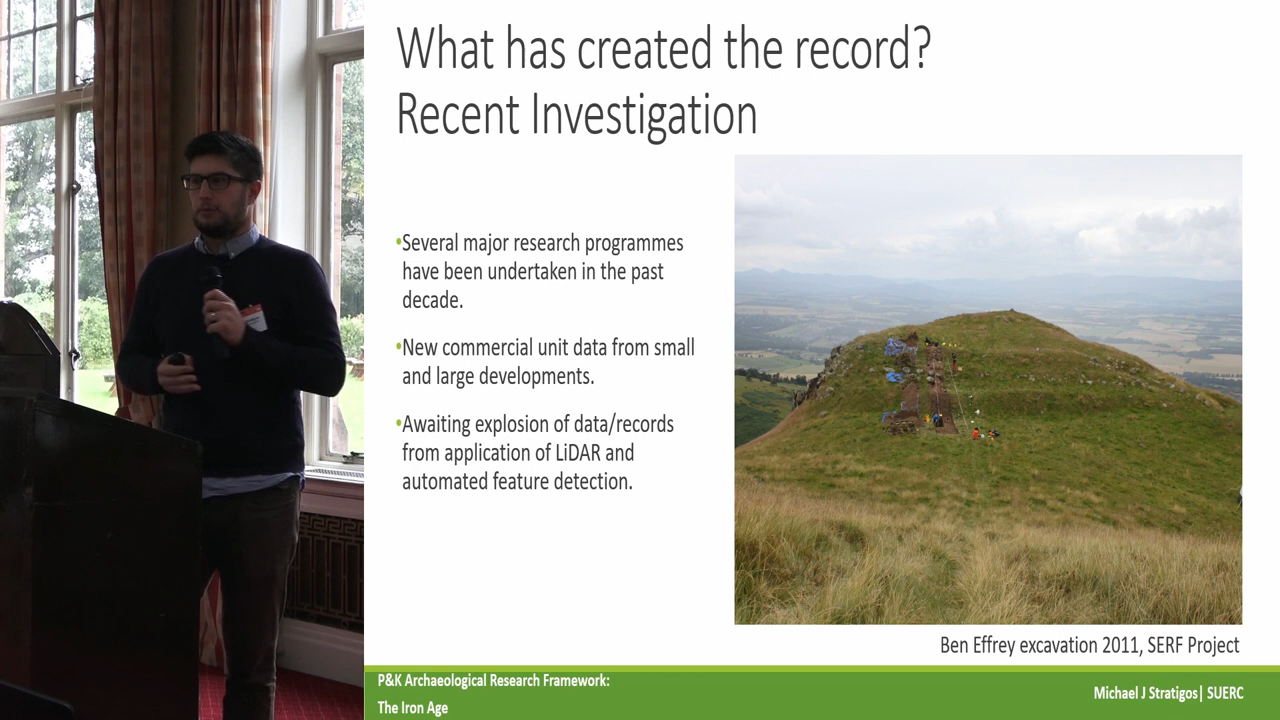 What has created the record?
Recent Investigation
•Several major research programmes
have been undertaken in the past
decade.
•New commercial unit data from small
and large developments.
•Awaiting explosion of data/records
from application of LiDAR and
automated feature detection.
Ben Effrey excavation 2011, SERF Project
P&K Archaeological Research Framework:
The Iron Age
Michael J Stratigos| SUERC